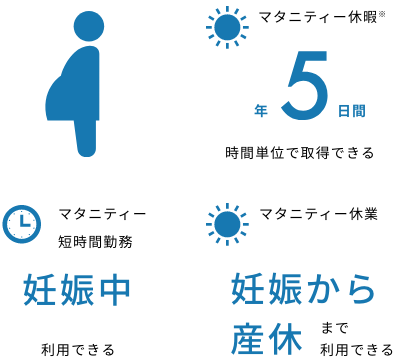 マタニティー休暇※
年5日間
時間単位で取得できる
マタニティー
短時間勤務
妊娠中
利用できる
マタニティー休業
妊娠から
産休まで
利用できる